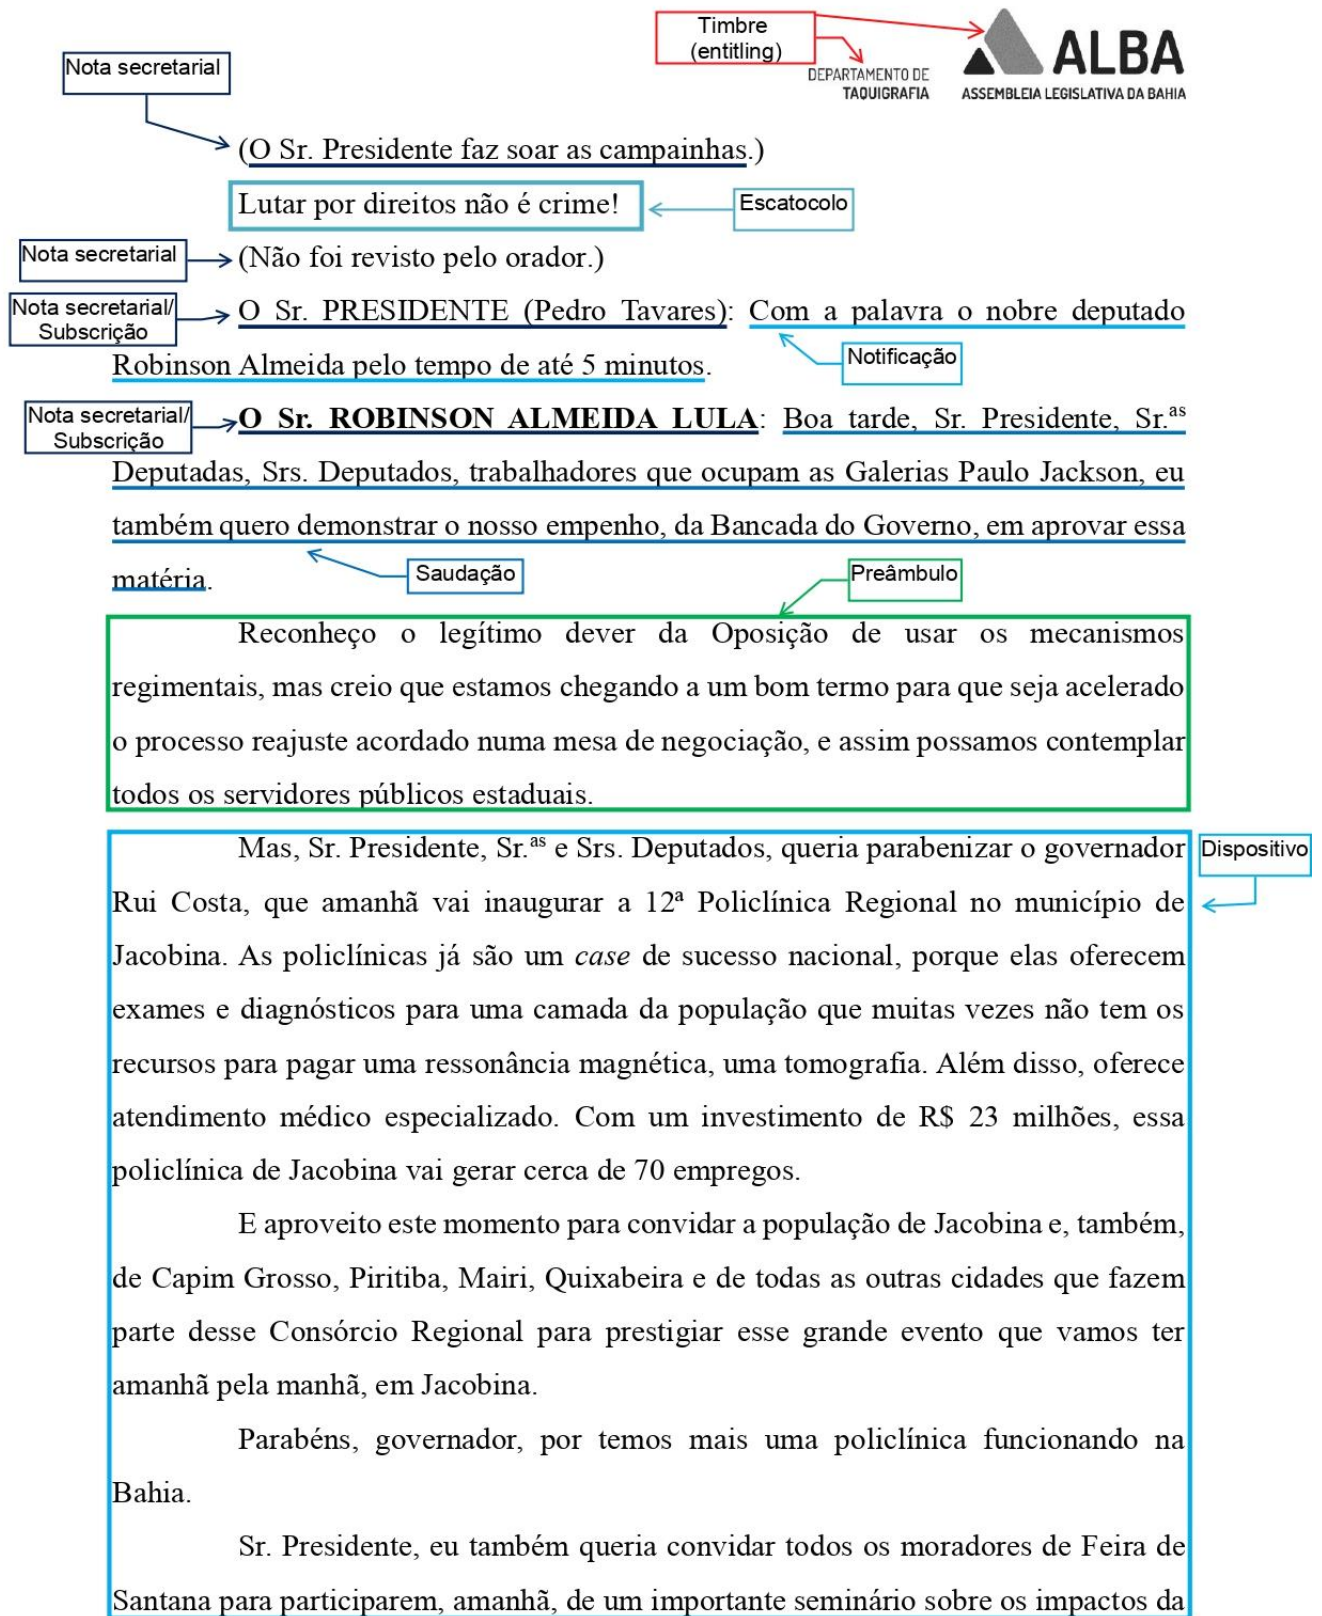 Timbre
(entitling)
DEPARTAMENTO DE
TAQUIGRAFIA
ALBA
ASSEMBLEIA LEGISLATIVA DA BAHIA
Nota secretarial
(O Sr. Presidente faz soar as campainhas.)
Lutar por direitos não é crime!
Escatocolo
Nota secretarial
(Não foi revisto pelo orador.)
Nota secretarial/
Subscrição
O Sr. PRESIDENTE (Pedro Tavares): Com a palavra o nobre deputado
Robinson Almeida pelo tempo de até 5 minutos.
Notificação
Nota secretarial/
Subscrição
O Sr. ROBINSON ALMEIDA LULA: Boa tarde, Sr. Presidente, Sr.as
Deputadas, Srs. Deputados, trabalhadores que ocupam as Galerias Paulo Jackson, eu
também quero demonstrar o nosso empenho, da Bancada do Governo, em aprovar essa
matéria.
Saudação
Preâmbulo
Reconheço o legítimo dever da Oposição de usar os mecanismos
regimentais, mas creio que estamos chegando a um bom termo para que seja acelerado
o processo reajuste acordado numa mesa de negociação, e assim possamos contemplar
todos os servidores públicos estaduais.
Mas, Sr. Presidente, Sr.as e Srs. Deputados, queria parabenizar o governador
Dispositivo
Rui Costa, que amanhã vai inaugurar a 12ª Policlínica Regional no município de
Jacobina. As policlínicas já são um case de sucesso nacional, porque elas oferecem
exames e diagnósticos para uma camada da população que muitas vezes não tem os
recursos para pagar uma ressonância magnética, uma tomografia. Além disso, oferece
atendimento médico especializado. Com um investimento de R$ 23 milhões, essa
policlínica de Jacobina vai gerar cerca de 70 empregos.
E aproveito este momento para convidar a população de Jacobina e, também,
de Capim Grosso, Piritiba, Mairi, Quixabeira e de todas as outras cidades que fazem
parte desse Consórcio Regional para prestigiar esse grande evento que vamos ter
amanhã pela manhã, em Jacobina.
Parabéns, governador, por temos mais uma policlínica funcionando na
Bahia.
Sr. Presidente, eu também queria convidar todos os moradores de Feira de
Santana para participarem, amanhã, de um importante seminário sobre os impactos da